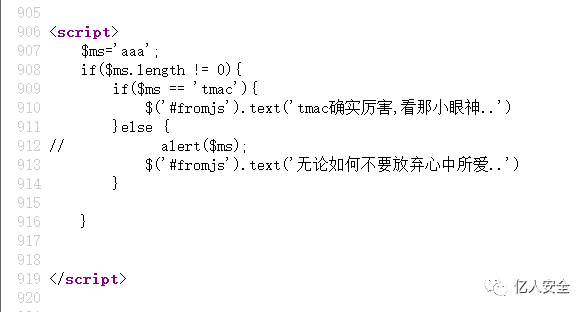 905
906 <script>
907     $ms='aaa';
908     if($ms.length != 0){
909         if($ms == 'tmac'){
910             $('#fromjs').text('tmac确实厉害,看那小眼神..')
911         }else {
912 //            alert($ms);
913             $('#fromjs').text('无论如何不要放弃心中所爱..')
914         }
915
916     }
917
918
919 </script>
920
亿人安全